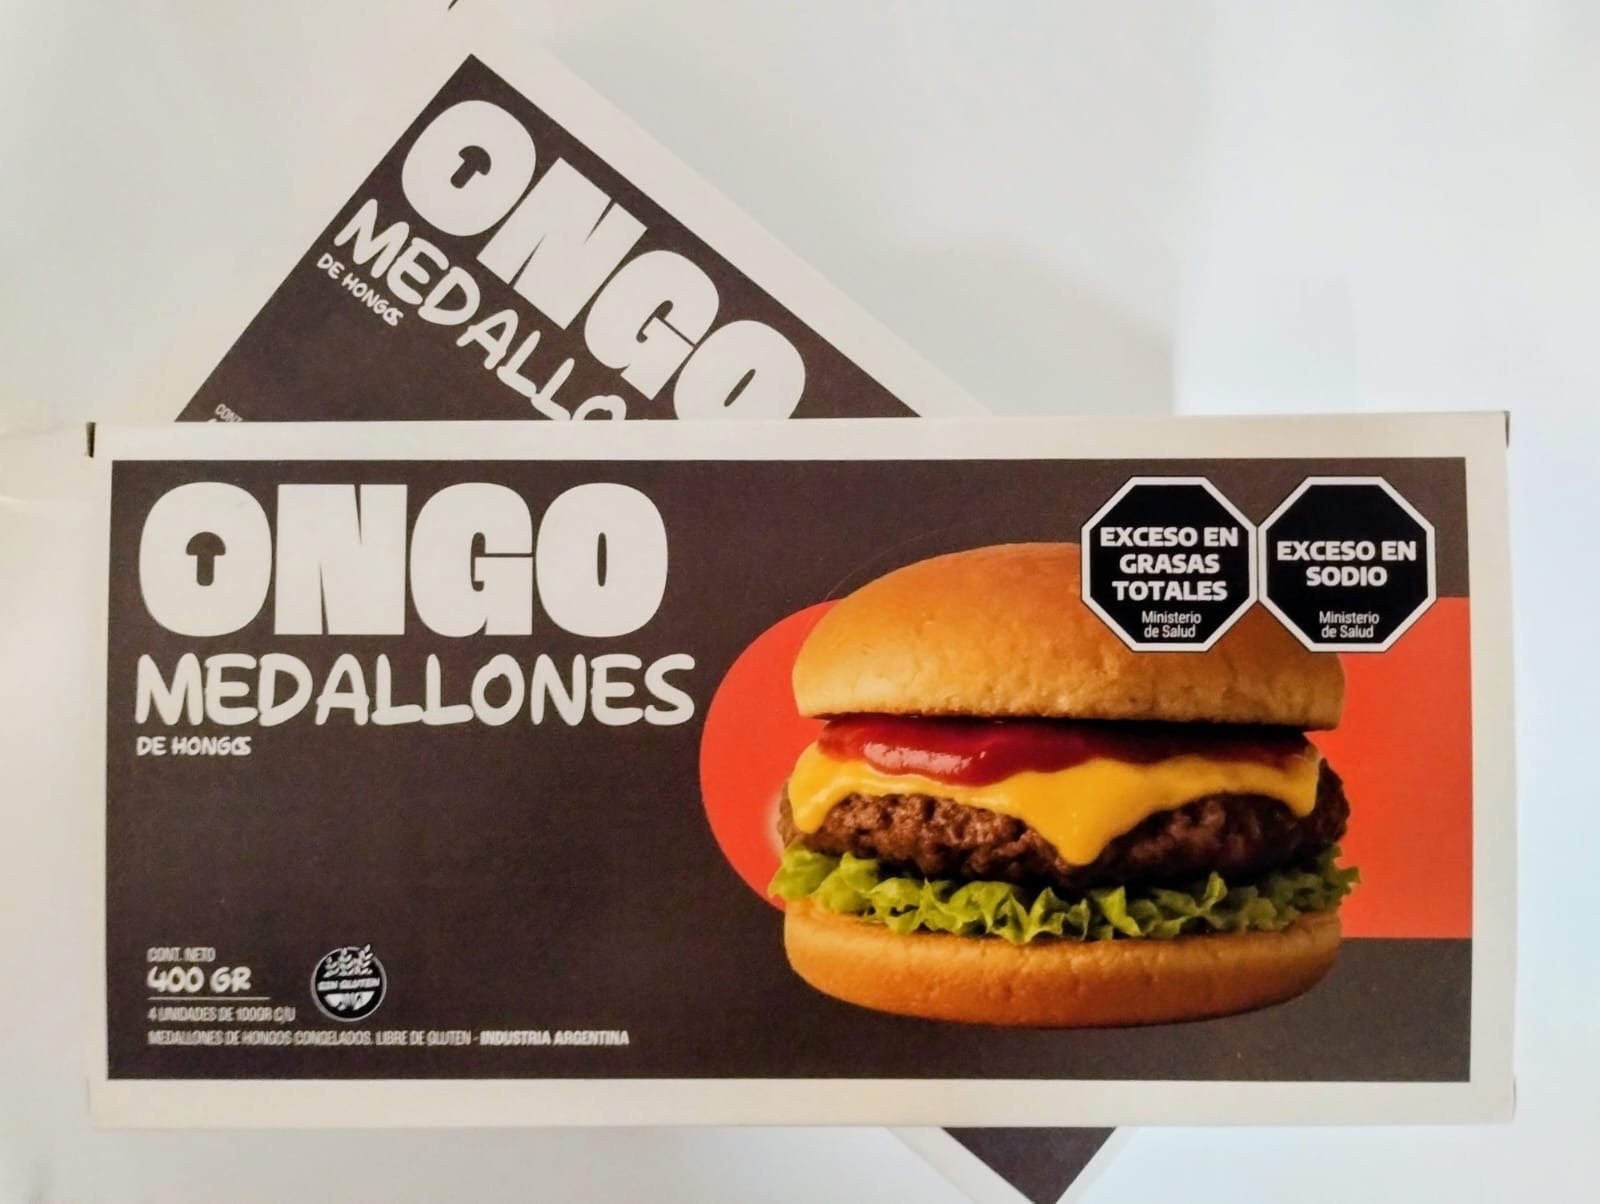 ONGO
MEDALLO
DE HONGOS
CONT.
ONGO
MEDALLONES
DE HONGOS
EXCESO EN
GRASAS
TOTALES
Ministerio
de Salud
EXCESO EN
SODIO
Ministerio
de Salud
CONT. NETO
400 GR
4 UNIDADES DE 100GR C/U
SIN GLUTEN
MEDALLONES DE HONGOS CONGELADOS. LIBRE DE GLUTEN - INDUSTRIA ARGENTINA